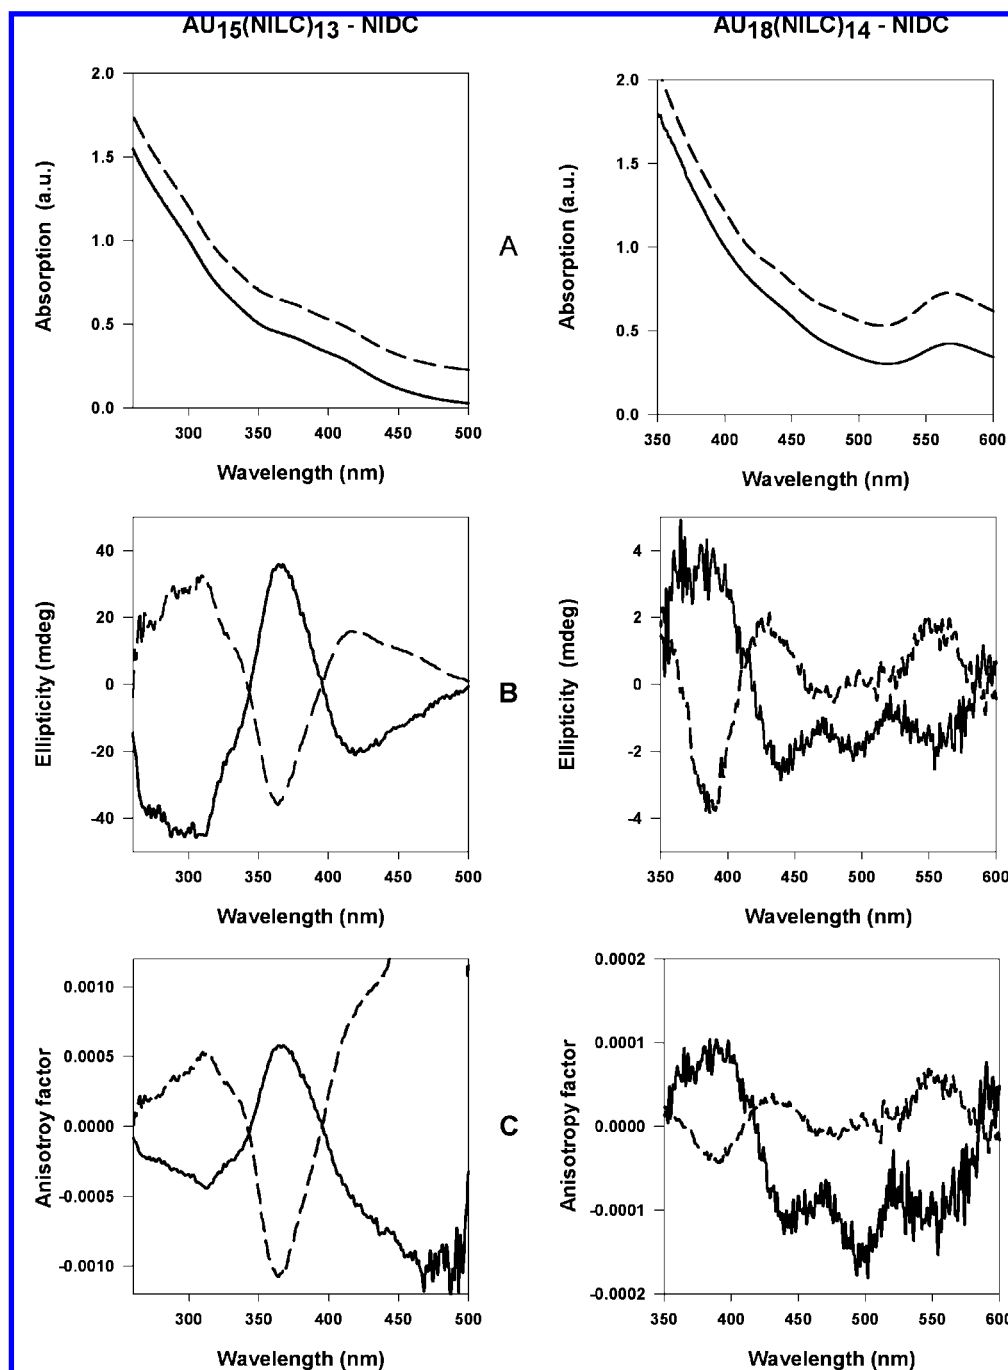 AU15(NILC)13 - NIDC
AU18(NILC)14 - NIDC
2.0
1.5
1.0
0.5
0.0
Absorption (a.u.)
300 350 400 450 500
Wavelength (nm)
A
2.0
1.5
1.0
0.5
0.0
Absorption (a.u.)
350 400 450 500 550 600
Wavelength (nm)
40
20
0
-20
-40
Ellipticity (mdeg)
300 350 400 450 500
Wavelength (nm)
B
4
2
0
-2
-4
Ellipticity (mdeg)
350 400 450 500 550 600
Wavelength (nm)
0.0010
0.0005
0.0000
-0.0005
-0.0010
Anisotroy factor
300 350 400 450 500
Wavelength (nm)
C
0.0002
0.0001
0.0000
-0.0001
-0.0002
Anisotropy factor
350 400 450 500 550 600
Wavelength (nm)